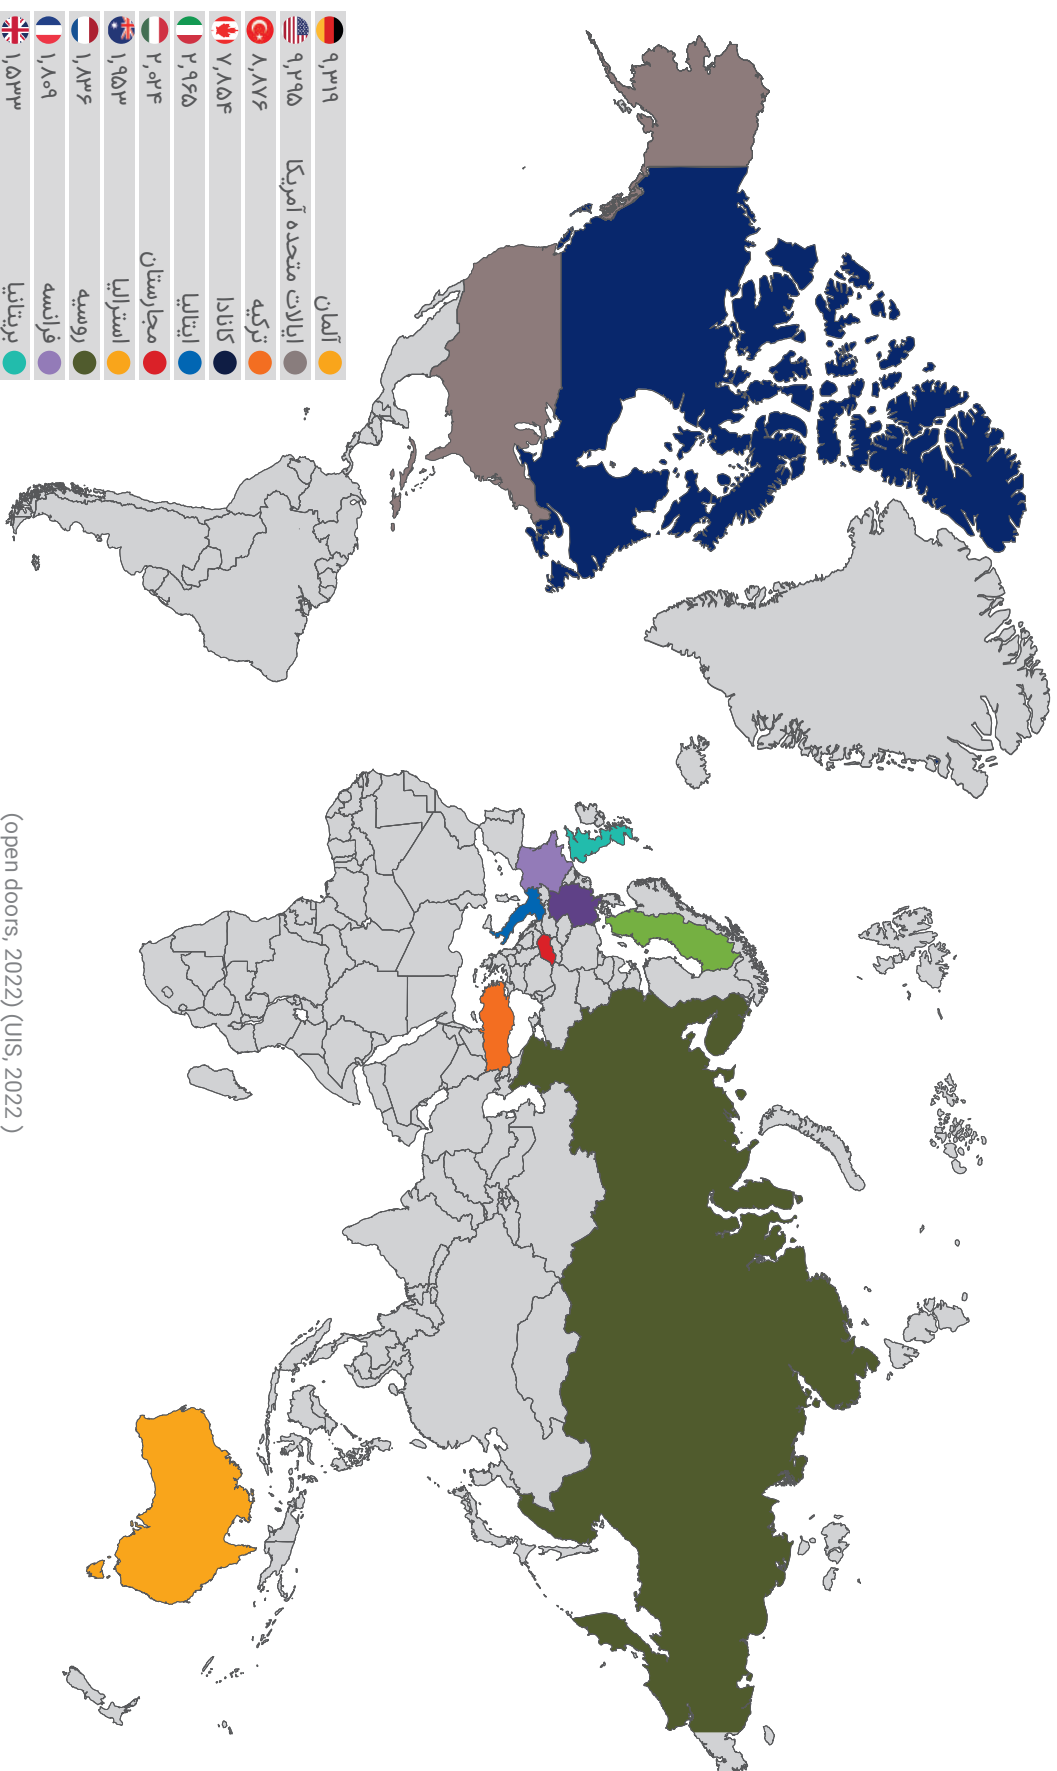 آلمان ۹,۳۱۹
ایالات متحده آمریکا ۹,۲۹۵
ترکیه ۸,۸۷۶
کانادا ۷,۸۵۴
ایتالیا ۲,۹۶۵
مجارستان ۲,۰۲۴
استرالیا ۱,۹۵۳
روسیه ۱,۸۳۶
فرانسه ۱,۸۰۹
بریتانیا ۱,۵۳۳
(open doors, 2022) (UIS, 2022 )